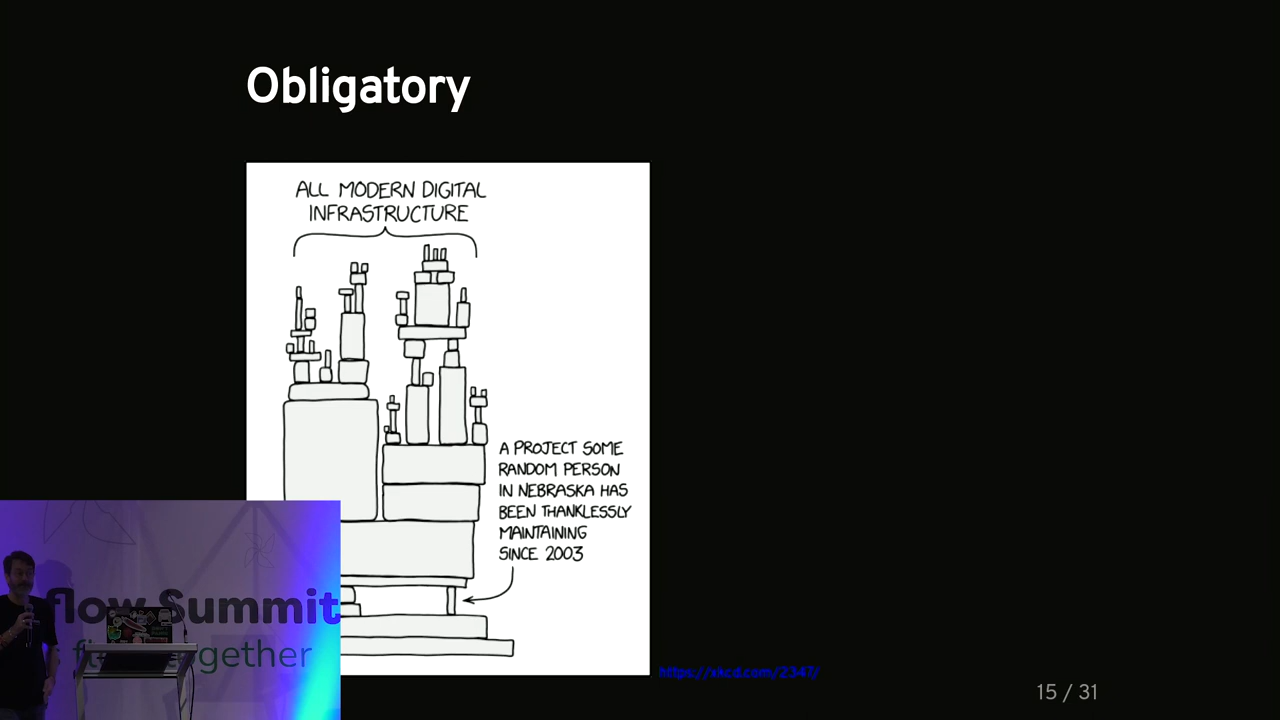 Obligatory
ALL MODERN DIGITAL
INFRASTRUCTURE
A PROJECT SOME
RANDOM PERSON
IN NEBRASKA HAS
BEEN THANKLESSLY
MAINTAINING
SINCE 2003
https://xkcd.com/2347/
flow Summit
gether
15 / 31